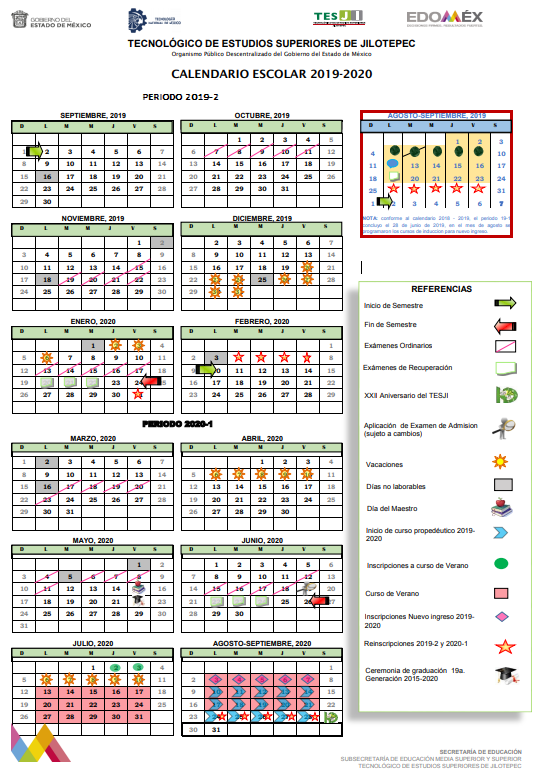 GOBIERNO DEL
ESTADO DE MÉXICO
TECNOLÓGICO NACIONAL DE MÉXICO
TESJI
EDOMÉX
TECNOLÓGICO DE ESTUDIOS SUPERIORES DE JILOTEPEC
Organismo Público Descentralizado del Gobierno del Estado de México
CALENDARIO ESCOLAR 2019-2020
PERIODO 2019-2
SEPTIEMBRE, 2019
D L M M J V S
1 2 3 4 5 6 7
8 9 10 11 12 13 14
15 16 17 18 19 20 21
22 23 24 25 26 27 28
29 30
OCTUBRE, 2019
D L M M J V S
1 2 3 4 5
6 7 8 9 10 11 12
13 14 15 16 17 18 19
20 21 22 23 24 25 26
27 28 29 30 31
AGOSTO-SEPTIEMBRE, 2019
D L M M J V S
1 2 3
4 10
11 13 14 15 16 17
18 20 21 22 23 24
25 31
1 2 3 4 5 6 7
NOTA: conforme al calendario 2018 - 2019, el periodo 19-1
concluyó el 28 de junio de 2019, en el mes de agosto se
programaron los cursos de inducción para nuevo ingreso.
NOVIEMBRE, 2019
D L M M J V S
1 2
3 4 5 6 7 8 9
10 11 12 13 14 15 16
17 18 19 20 21 22 23
24 25 26 27 28 29 30
DICIEMBRE, 2019
D L M M J V S
1 2 3 4 5 6 7
8 9 10 11 12 13 14
15 16 17 18 19 20 21
22 23 24 25 26 27 28
29 30 31
ENERO, 2020
D L M M J V S
1 2 3 4
5 6 7 8 9 10 11
12 13 14 15 16 17 18
19 23 24 25
26 27 28 29 30 31
FEBRERO, 2020
D L M M J V S
1
2 3 8
9 10 11 12 13 14 15
16 17 18 19 20 21 22
23 24 25 26 27 28 29
PERIODO 2020-1
MARZO, 2020
D L M M J V S
1 2 3 4 5 6 7
8 9 10 11 12 13 14
15 16 17 18 19 20 21
22 23 24 25 26 27 28
29 30 31
ABRIL, 2020
D L M M J V S
1 2 3 4
5 6 7 8 9 10 11
12 13 14 15 16 17 18
19 20 21 22 23 24 25
26 27 28 29 30
MAYO, 2020
D L M M J V S
1 2
3 4 5 6 7 8 9
10 11 12 13 14 16
17 18 19 20 21 23
24 25 26 27 28 29 30
31
JUNIO, 2020
D L M M J V S
1 2 3 4 5 6
7 8 9 10 11 12 13
14 15 16 17 18 20
21 25 26 27
28 29 30
JULIO, 2020
D L M M J V S
1 2 3 4
5 6 7 8 9 10 11
12 13 14 15 16 17 18
19 20 21 22 23 24 25
26 27 28 29 30 31
AGOSTO-SEPTIEMBRE, 2020
D L M M J V S
1
2 3 4 5 6 7 8
9 10 11 12 13 14 15
16 17 18 19 20 21 22
23 24 25 26 27 28
30 31
REFERENCIAS
Inicio de Semestre
Fin de Semestre
Exámenes Ordinarios
Exámenes de Recuperación
XXII Aniversario del TESJI
Aplicación de Examen de Admision
(sujeto a cambios)
Vacaciones
Días no laborables
Día del Maestro
Inicio de curso propedéutico 2019-
2020
Inscripciones a curso de Verano
Curso de Verano
Inscripciones Nuevo ingreso 2019-
2020
Reinscripciones 2019-2 y 2020-1
Ceremonia de graduación 19a.
Generación 2015-2020
SECRETARÍA DE EDUCACIÓN
SUBSECRETARÍA DE EDUCACIÓN MEDIA SUPERIOR Y SUPERIOR
TECNOLÓGICO DE ESTUDIOS SUPERIORES DE JILOTEPEC